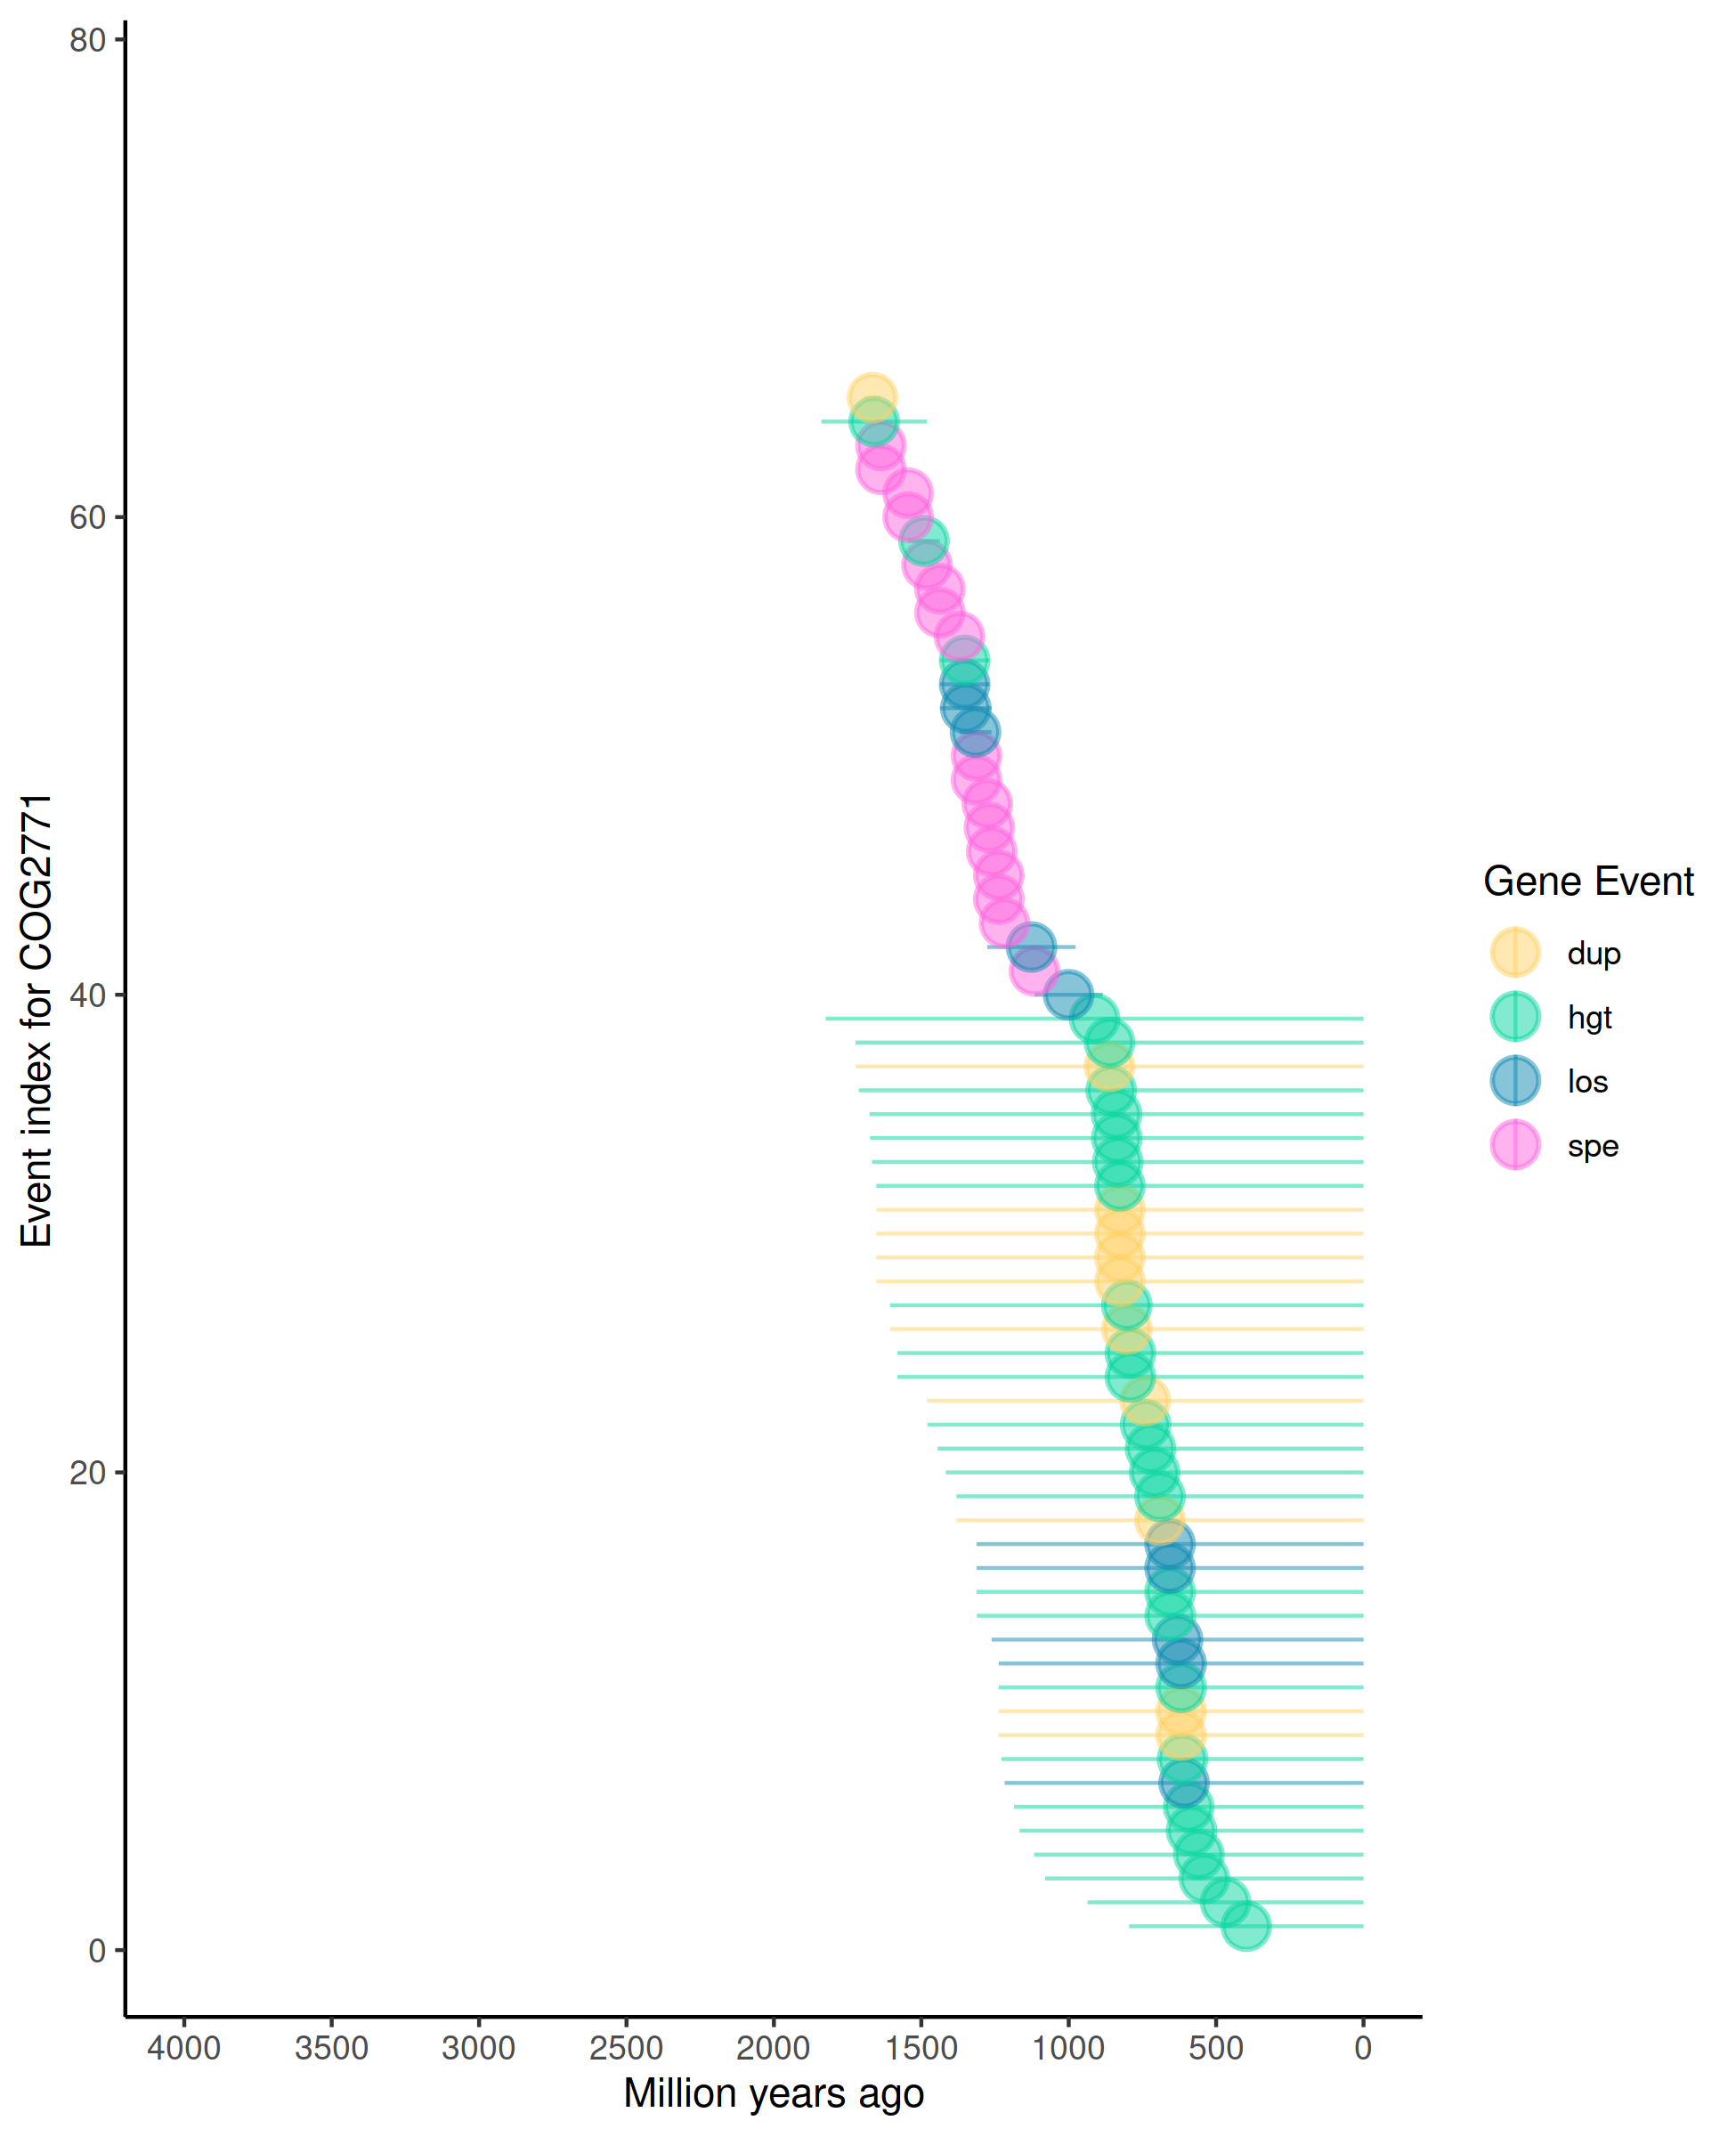 80
60
40
20
0
Event index for COG2771
4000 3500 3000 2500 2000 1500 1000 500 0
Million years ago
Gene Event
dup
hgt
los
spe